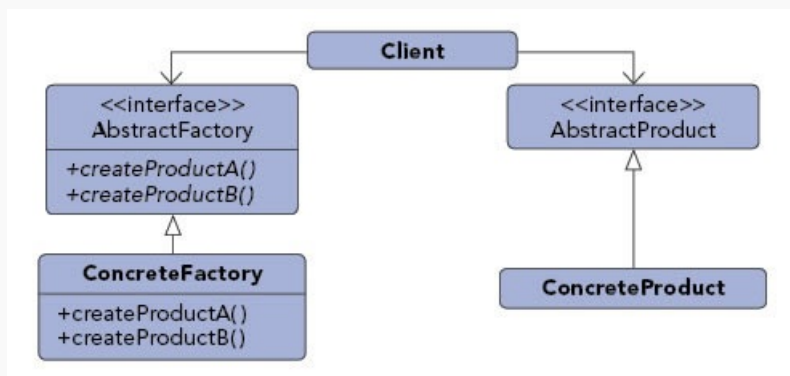 Client
<<interface>>
AbstractFactory
+createProductA()
+createProductB()
<<interface>>
AbstractProduct
ConcreteFactory
+createProductA()
+createProductB()
ConcreteProduct